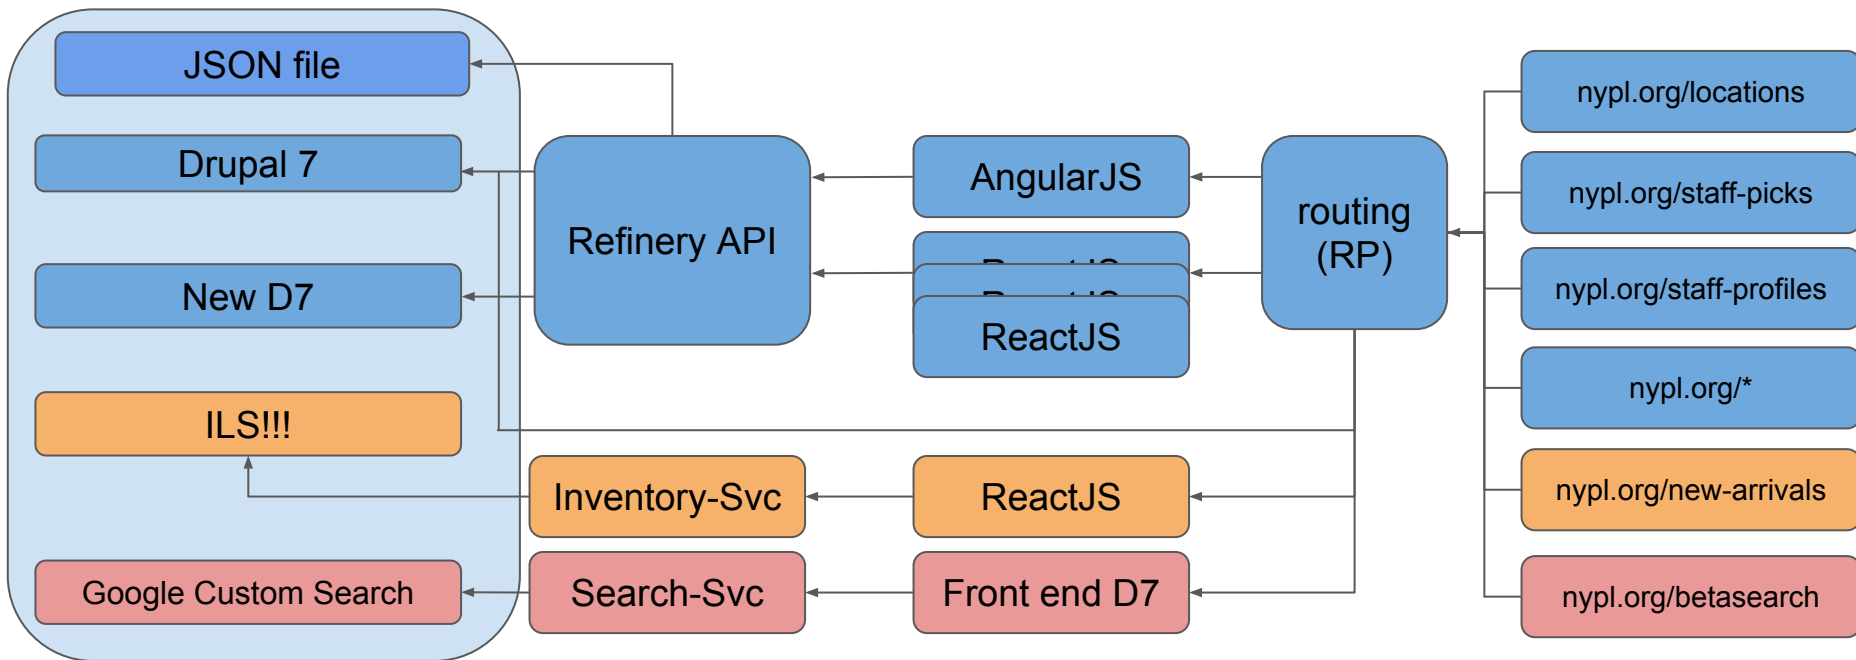 JSON file
Drupal 7
New D7
ILS!!!
Google Custom Search
Refinery API
Inventory-Svc
Search-Svc
AngularJS
ReactJS
ReactJS
ReactJS
ReactJS
Front end D7
routing
(RP)
nypl.org/locations
nypl.org/staff-picks
nypl.org/staff-profiles
nypl.org/*
nypl.org/new-arrivals
nypl.org/betasearch